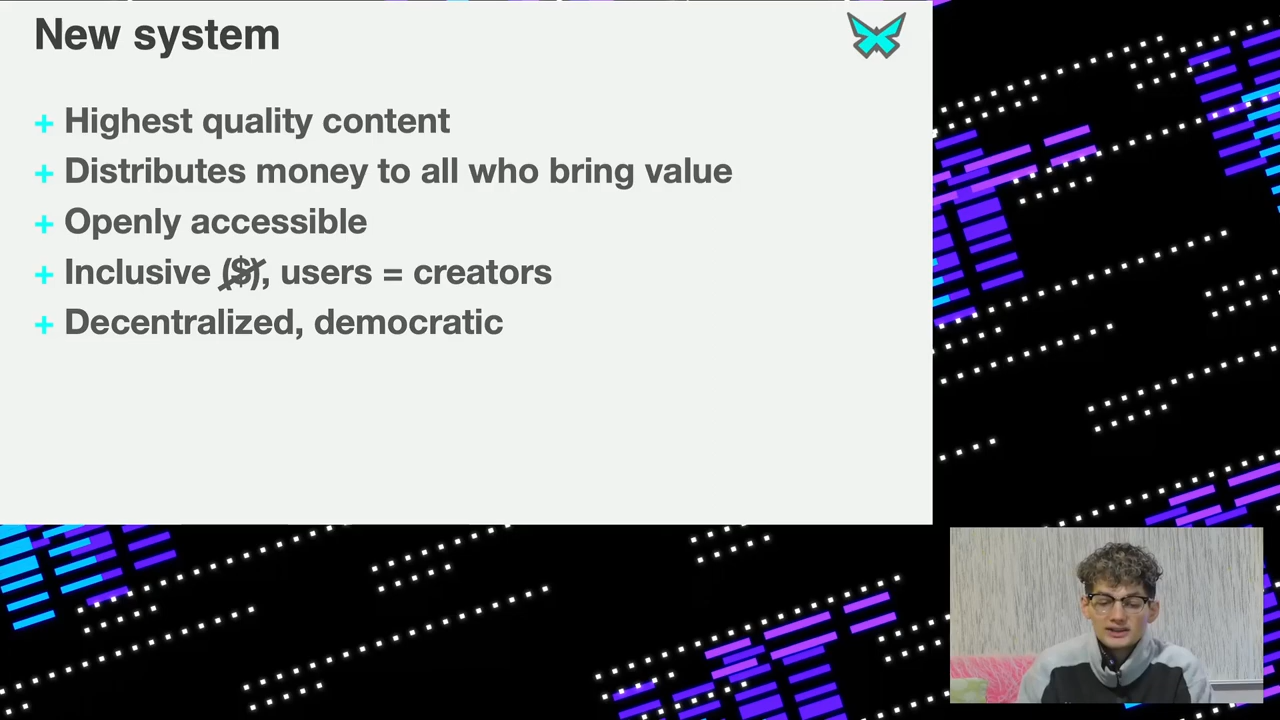 New system
+ Highest quality content
+ Distributes money to all who bring value
+ Openly accessible
+ Inclusive ($), users = creators
+ Decentralized, democratic